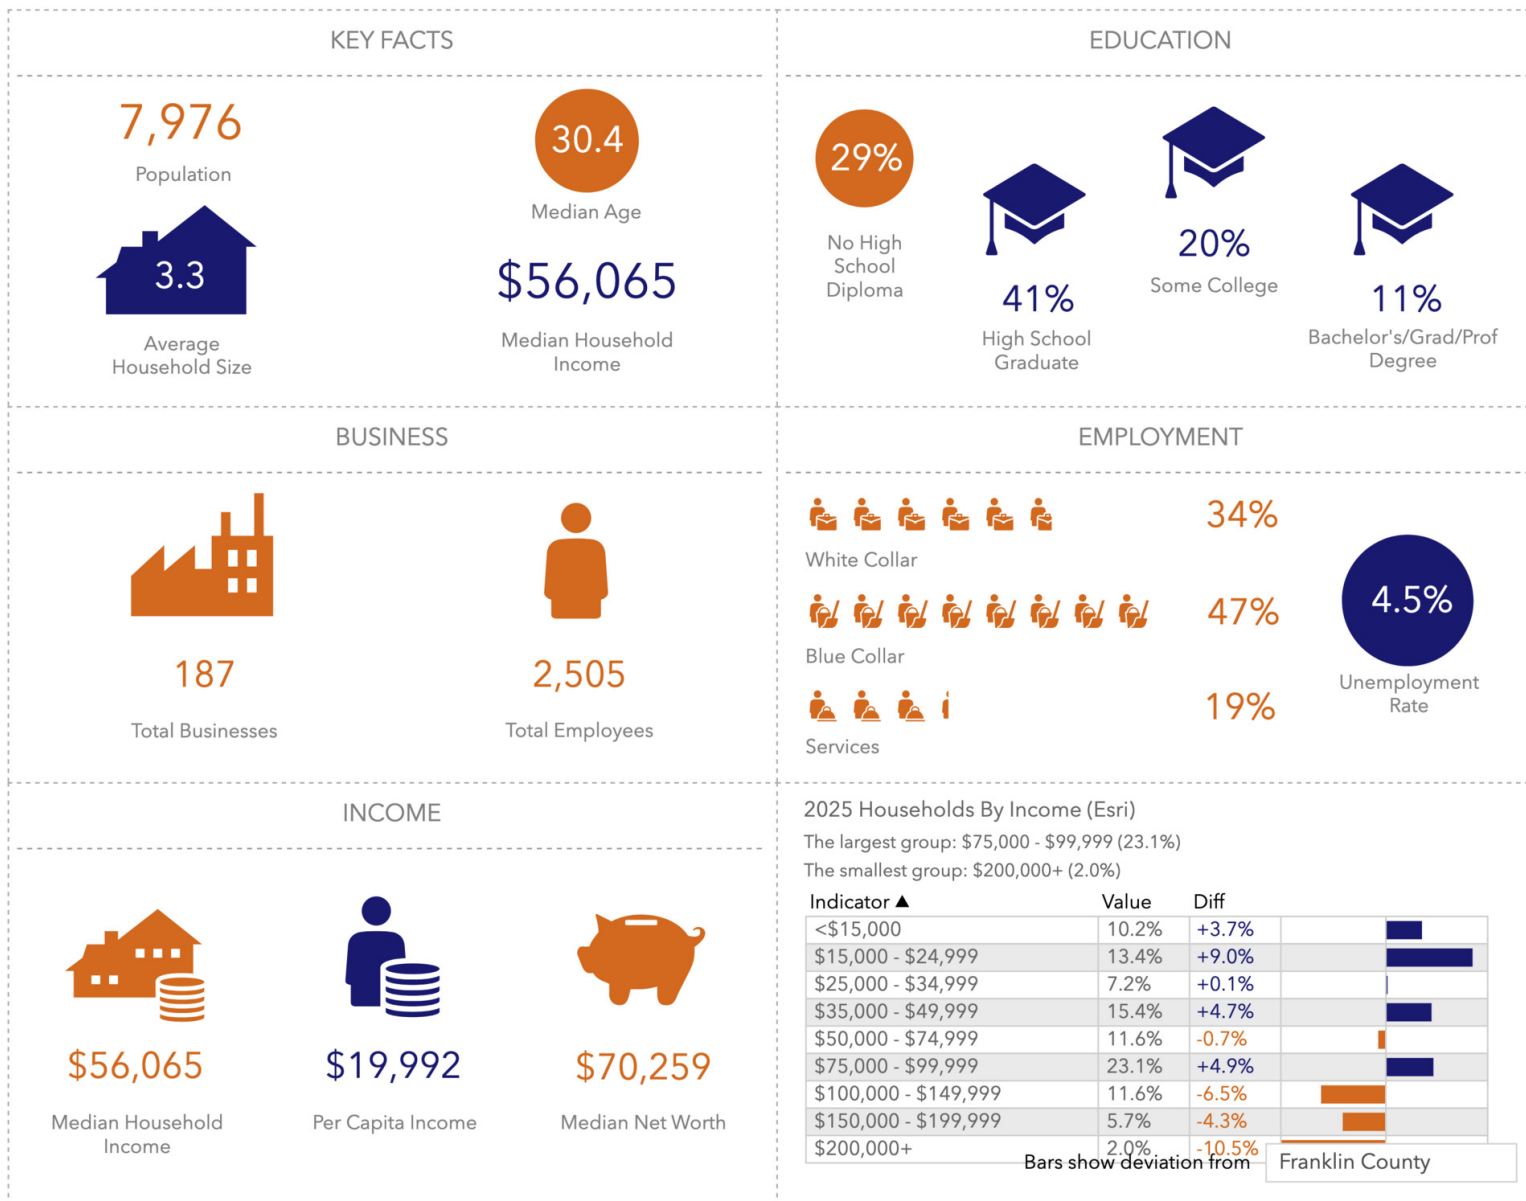 KEY FACTS
7,976
Population
30.4
Median Age
3.3
Average
Household Size
$56,065
Median Household
Income
EDUCATION
29%
No High
School
Diploma
41%
High School
Graduate
20%
Some College
11%
Bachelor's/Grad/Prof
Degree
BUSINESS
187
Total Businesses
2,505
Total Employees
EMPLOYMENT
34%
White Collar
47%
Blue Collar
19%
Services
4.5%
Unemployment
Rate
INCOME
$56,065
Median Household
Income
$19,992
Per Capita Income
$70,259
Median Net Worth
2025 Households By Income (Esri)
The largest group: $75,000 - $99,999 (23.1%)
The smallest group: $200,000+ (2.0%)
Indicator ▲ Value Diff
<$15,000 10.2% +3.7%
$15,000 - $24,999 13.4% +9.0%
$25,000 - $34,999 7.2% +0.1%
$35,000 - $49,999 15.4% +4.7%
$50,000 - $74,999 11.6% -0.7%
$75,000 - $99,999 23.1% +4.9%
$100,000 - $149,999 11.6% -6.5%
$150,000 - $199,999 5.7% -4.3%
$200,000+ 2.0% -10.5%
Bars show deviation from Franklin County